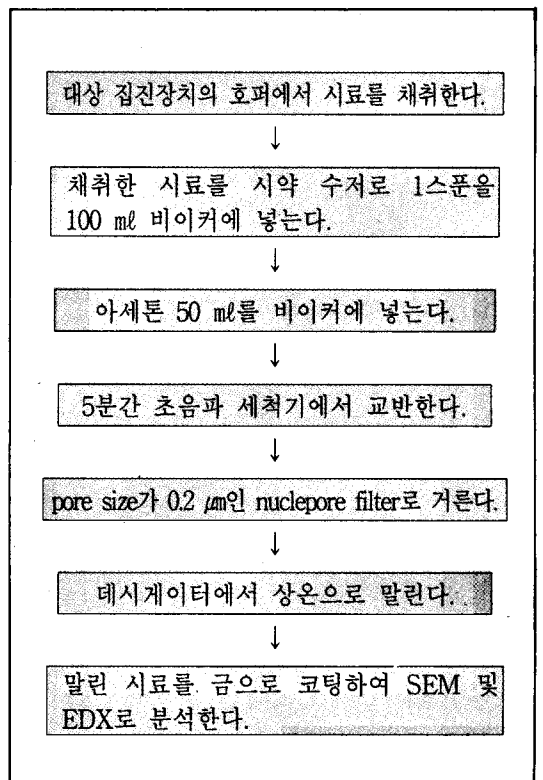 대상 집진장치의 호퍼에서 시료를 채취한다.
↓
채취한 시료를 시약 수저로 1스푼을
100 ㎖ 비이커에 넣는다.
↓
아세톤 50 ㎖를 비이커에 넣는다.
↓
5분간 초음파 세척기에서 교반한다.
↓
pore size가 0.2 ㎛인 nuclepore filter로 거른다.
↓
데시게이터에서 상온으로 말린다.
↓
말린 시료를 금으로 코팅하여 SEM 및
EDX로 분석한다.